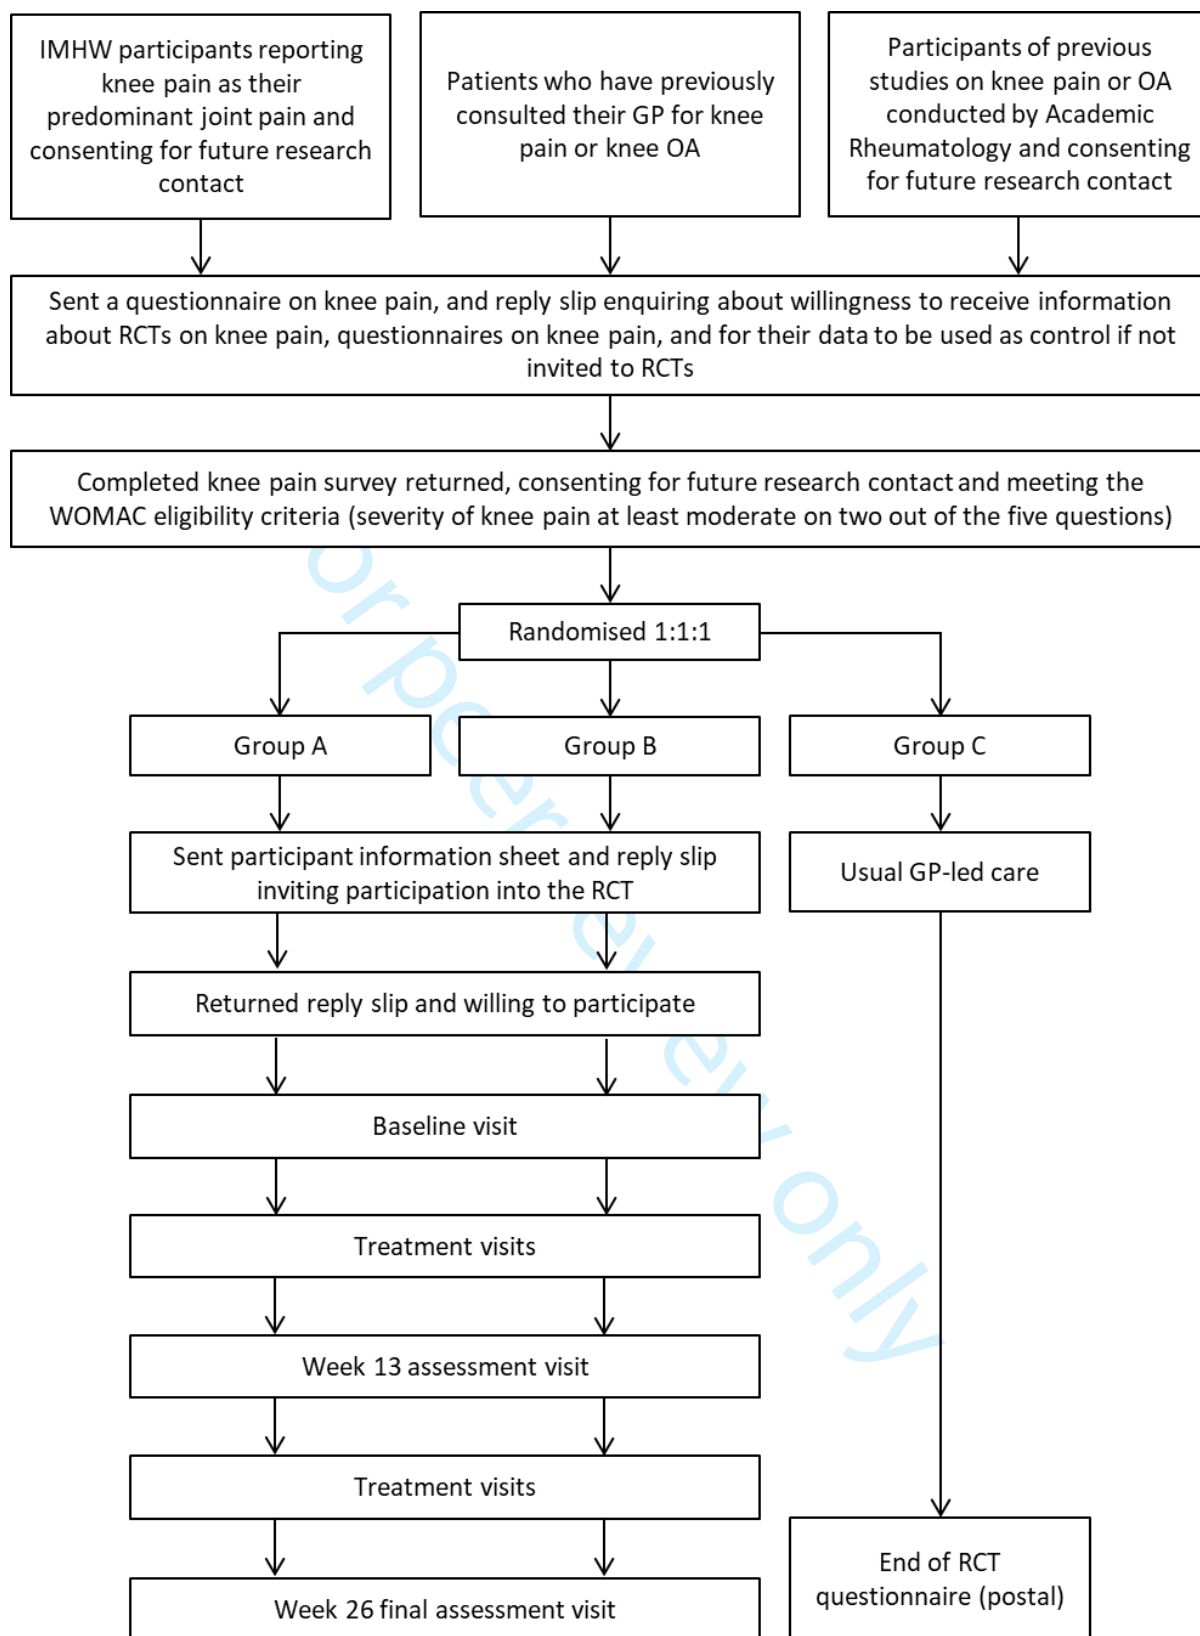 IMHW participants reporting
knee pain as their
predominant joint pain and
consenting for future research
contact
Patients who have previously
consulted their GP for knee
pain or knee OA
Participants of previous
studies on knee pain or OA
conducted by Academic
Rheumatology and consenting
for future research contact
Sent a questionnaire on knee pain, and reply slip enquiring about willingness to receive information
about RCTs on knee pain, questionnaires on knee pain, and for their data to be used as control if not
invited to RCTs
Completed knee pain survey returned, consenting for future research contact and meeting the
WOMAC eligibility criteria (severity of knee pain at least moderate on two out of the five questions)
Randomised 1:1:1
Group A
Group B
Group C
Sent participant information sheet and reply slip
inviting participation into the RCT
Usual GP-led care
Returned reply slip and willing to participate
Baseline visit
Treatment visits
Week 13 assessment visit
Treatment visits
Week 26 final assessment visit
End of RCT
questionnaire (postal)
or peer review only